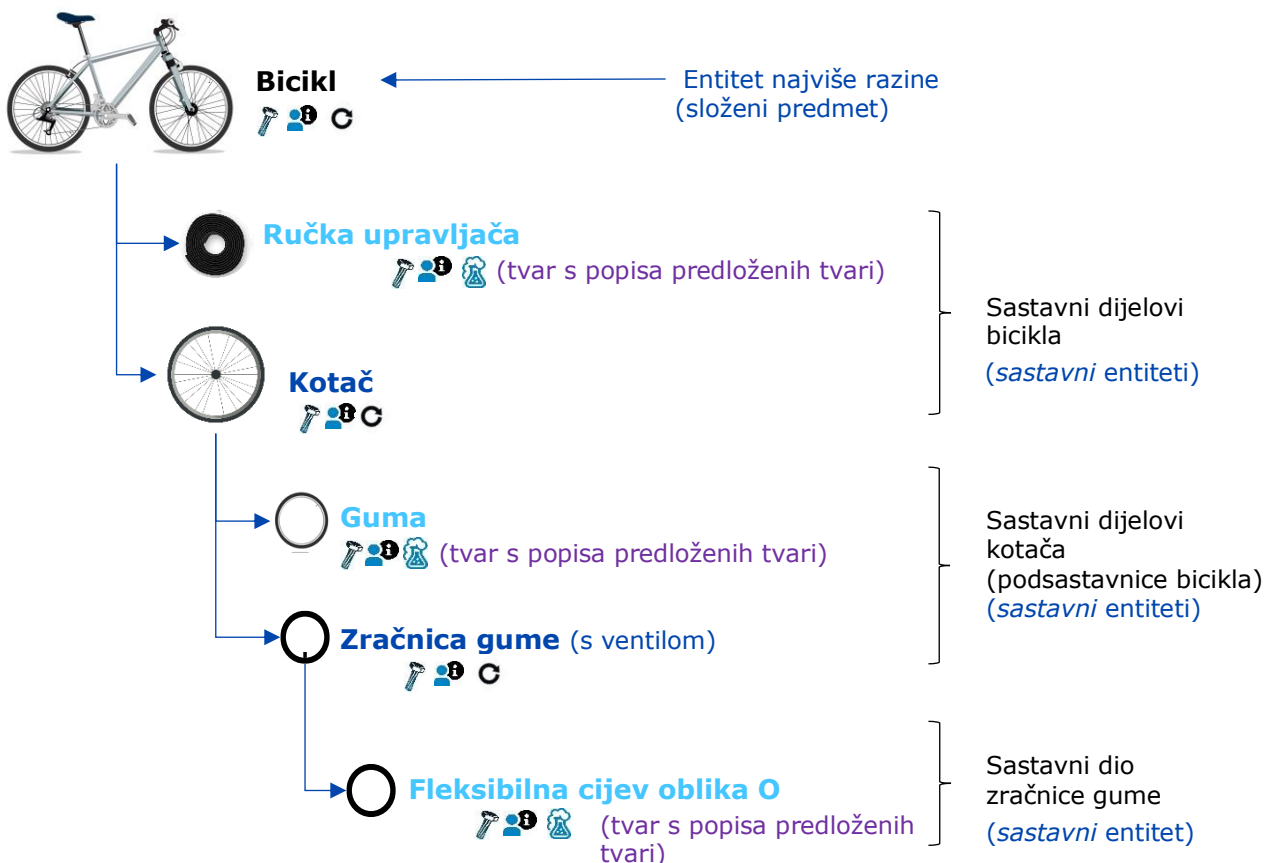 Bicikl
Entitet najviše razine
(složeni predmet)
Ručka upravljača
(tvar s popisa predloženih tvari)
Sastavni dijelovi
bicikla
(sastavni entiteti)
Kotač
Guma
(tvar s popisa predloženih tvari)
Sastavni dijelovi
kotača
(podsastavnice bicikla)
(sastavni entiteti)
Zračnica gume (s ventilom)
Fleksibilna cijev oblika O
(tvar s popisa predloženih
tvari)
Sastavni dio
zračnice gume
(sastavni entitet)